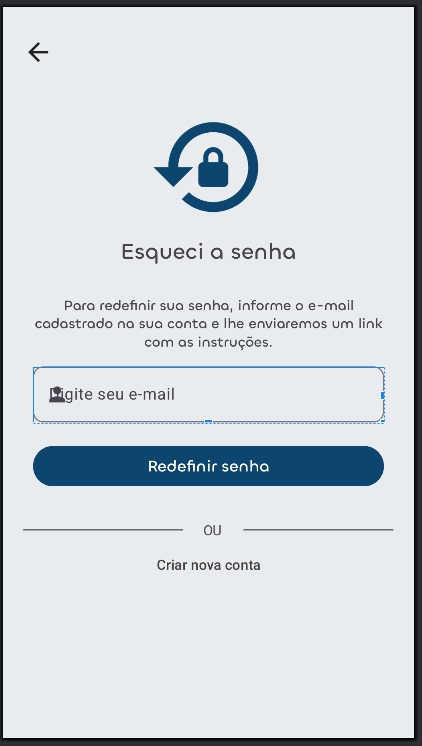 Esqueci a senha
Para redefinir sua senha, informe o e-mail
cadastrado na sua conta e lhe enviaremos um link
com as instruções.
Digite seu e-mail
Redefinir senha
OU
Criar nova conta